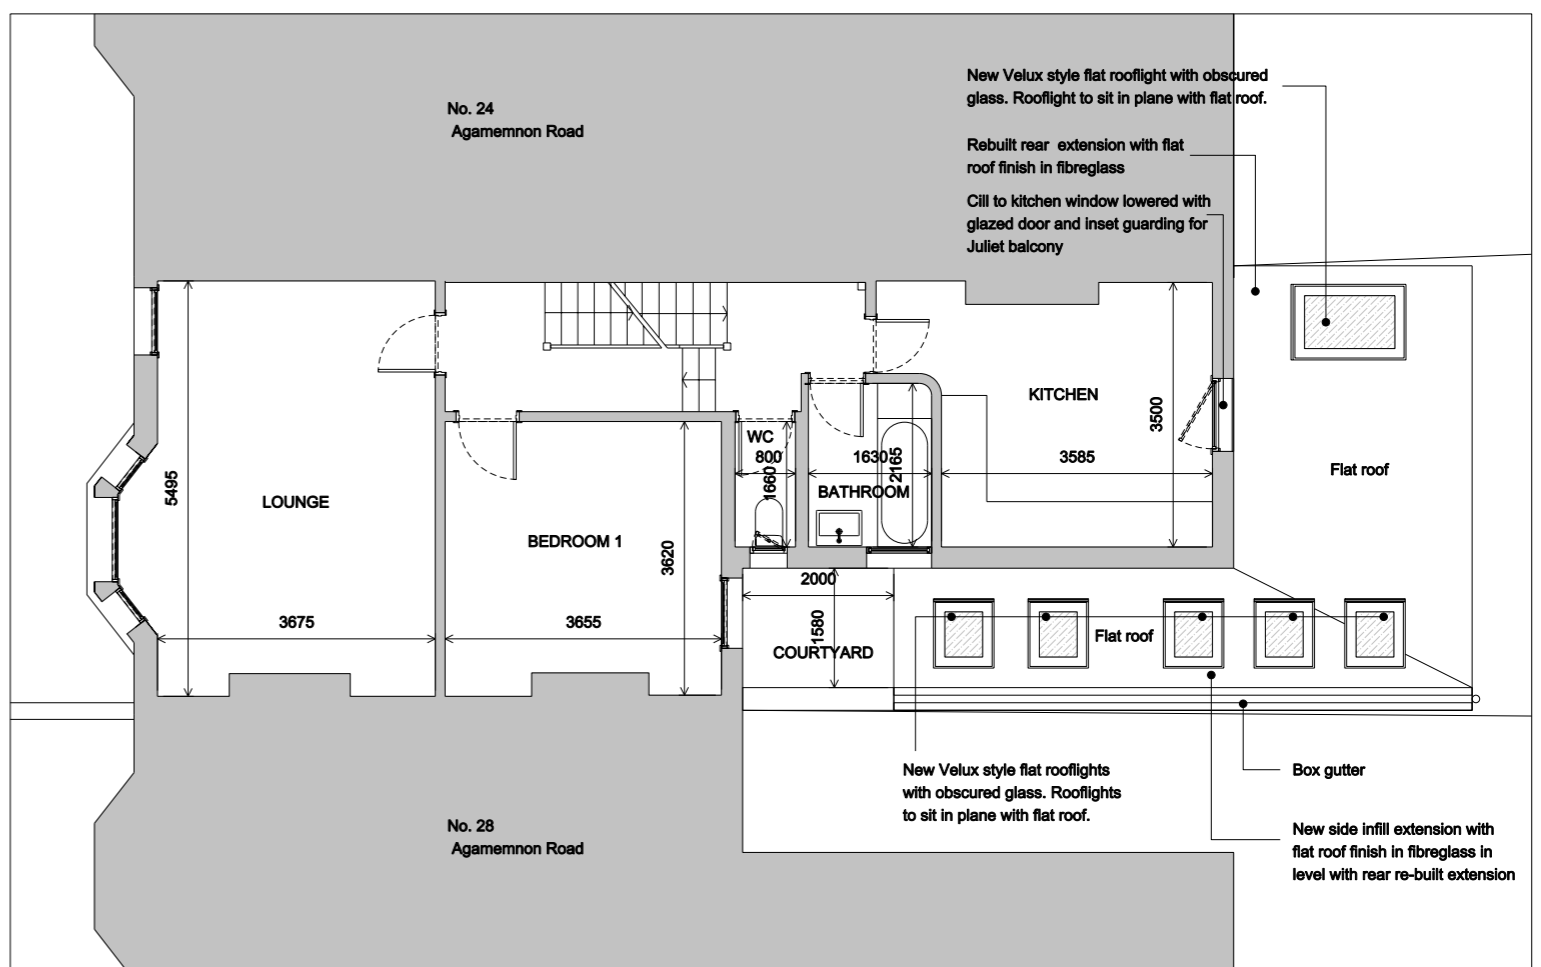 New Velux style flat rooflight with obscured
glass. Rooflight to sit in plane with flat roof.
No. 24
Agamemnon Road
Rebuilt rear extension with flat
roof finish in fibreglass
Cill to kitchen window lowered with
glazed door and inset guarding for
Juliet balcony
KITCHEN
3500
WC
800
1660
1630
2165
3585
BATHROOM
Flat roof
5495
LOUNGE
BEDROOM 1
3620
2000
3675
3655
1580
COURTYARD
Flat roof
New Velux style flat rooflights
with obscured glass. Rooflights
to sit in plane with flat roof.
Box gutter
No. 28
Agamemnon Road
New side infill extension with
flat roof finish in fibreglass in
level with rear re-built extension